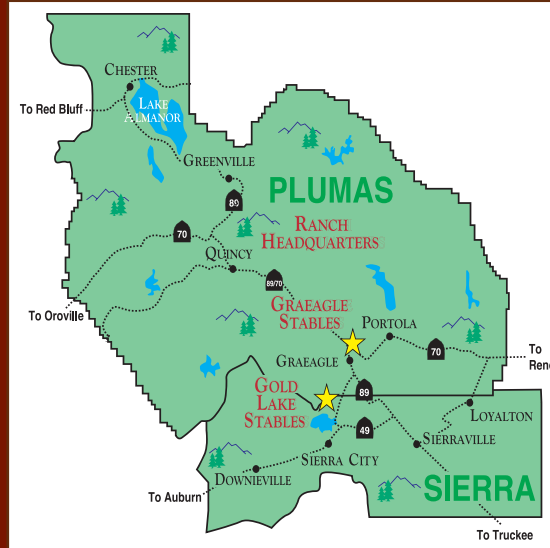 CHESTER
To Red Bluff
LAKE
ALMANOR
GREENVILLE
PLUMAS
89
RANCH
HEADQUARTERS
70
QUINCY
89/70
To Oroville
GRAEAGLE
STABLES
PORTOLA
GRAEAGLE
70
To
Reno
GOLD
LAKE
STABLES
89
LOYALTON
49
SIERRAVILLE
SIERRA CITY
DOWNIEVILLE
SIERRA
To Auburn
To Truckee